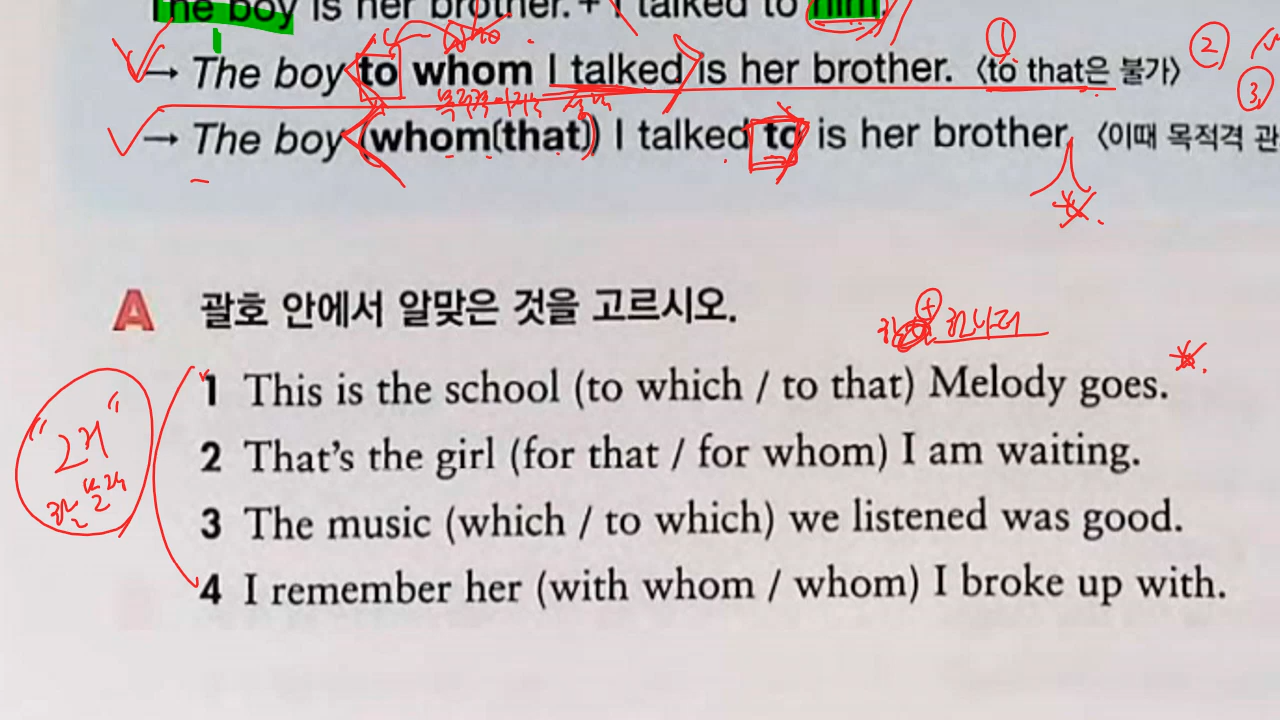 The boy is her brother. + I talked to him.
① ②
→ The boy to whom I talked is her brother. 〈to that은 불가〉
③
→ The boy (whom(that)) I talked to is her brother. 〈이때 목적격 관
A 괄호 안에서 알맞은 것을 고르시오.
1 This is the school (to which / to that) Melody goes.
2 That's the girl (for that / for whom) I am waiting.
3 The music (which / to which) we listened was good.
4 I remember her (with whom / whom) I broke up with.